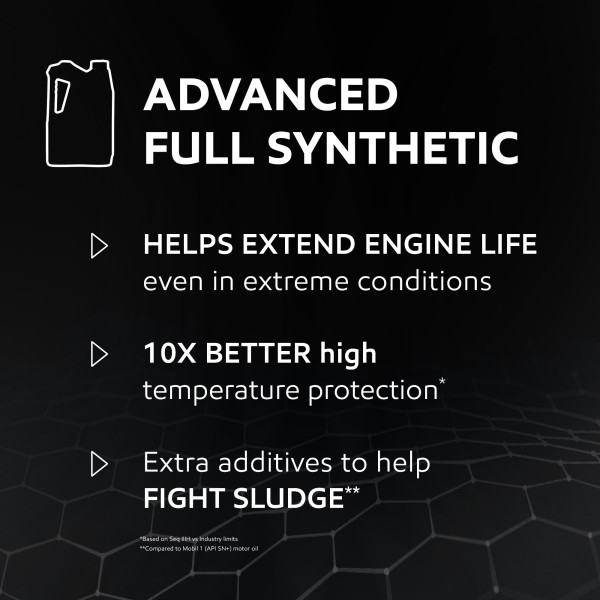 ADVANCED
FULL SYNTHETIC
HELPS EXTEND ENGINE LIFE
even in extreme conditions
10X BETTER high
temperature protection*
Extra additives to help
FIGHT SLUDGE**
*Based on Seq IIIH vs Industry limits
**Compared to Mobil 1 (API SN+) motor oil